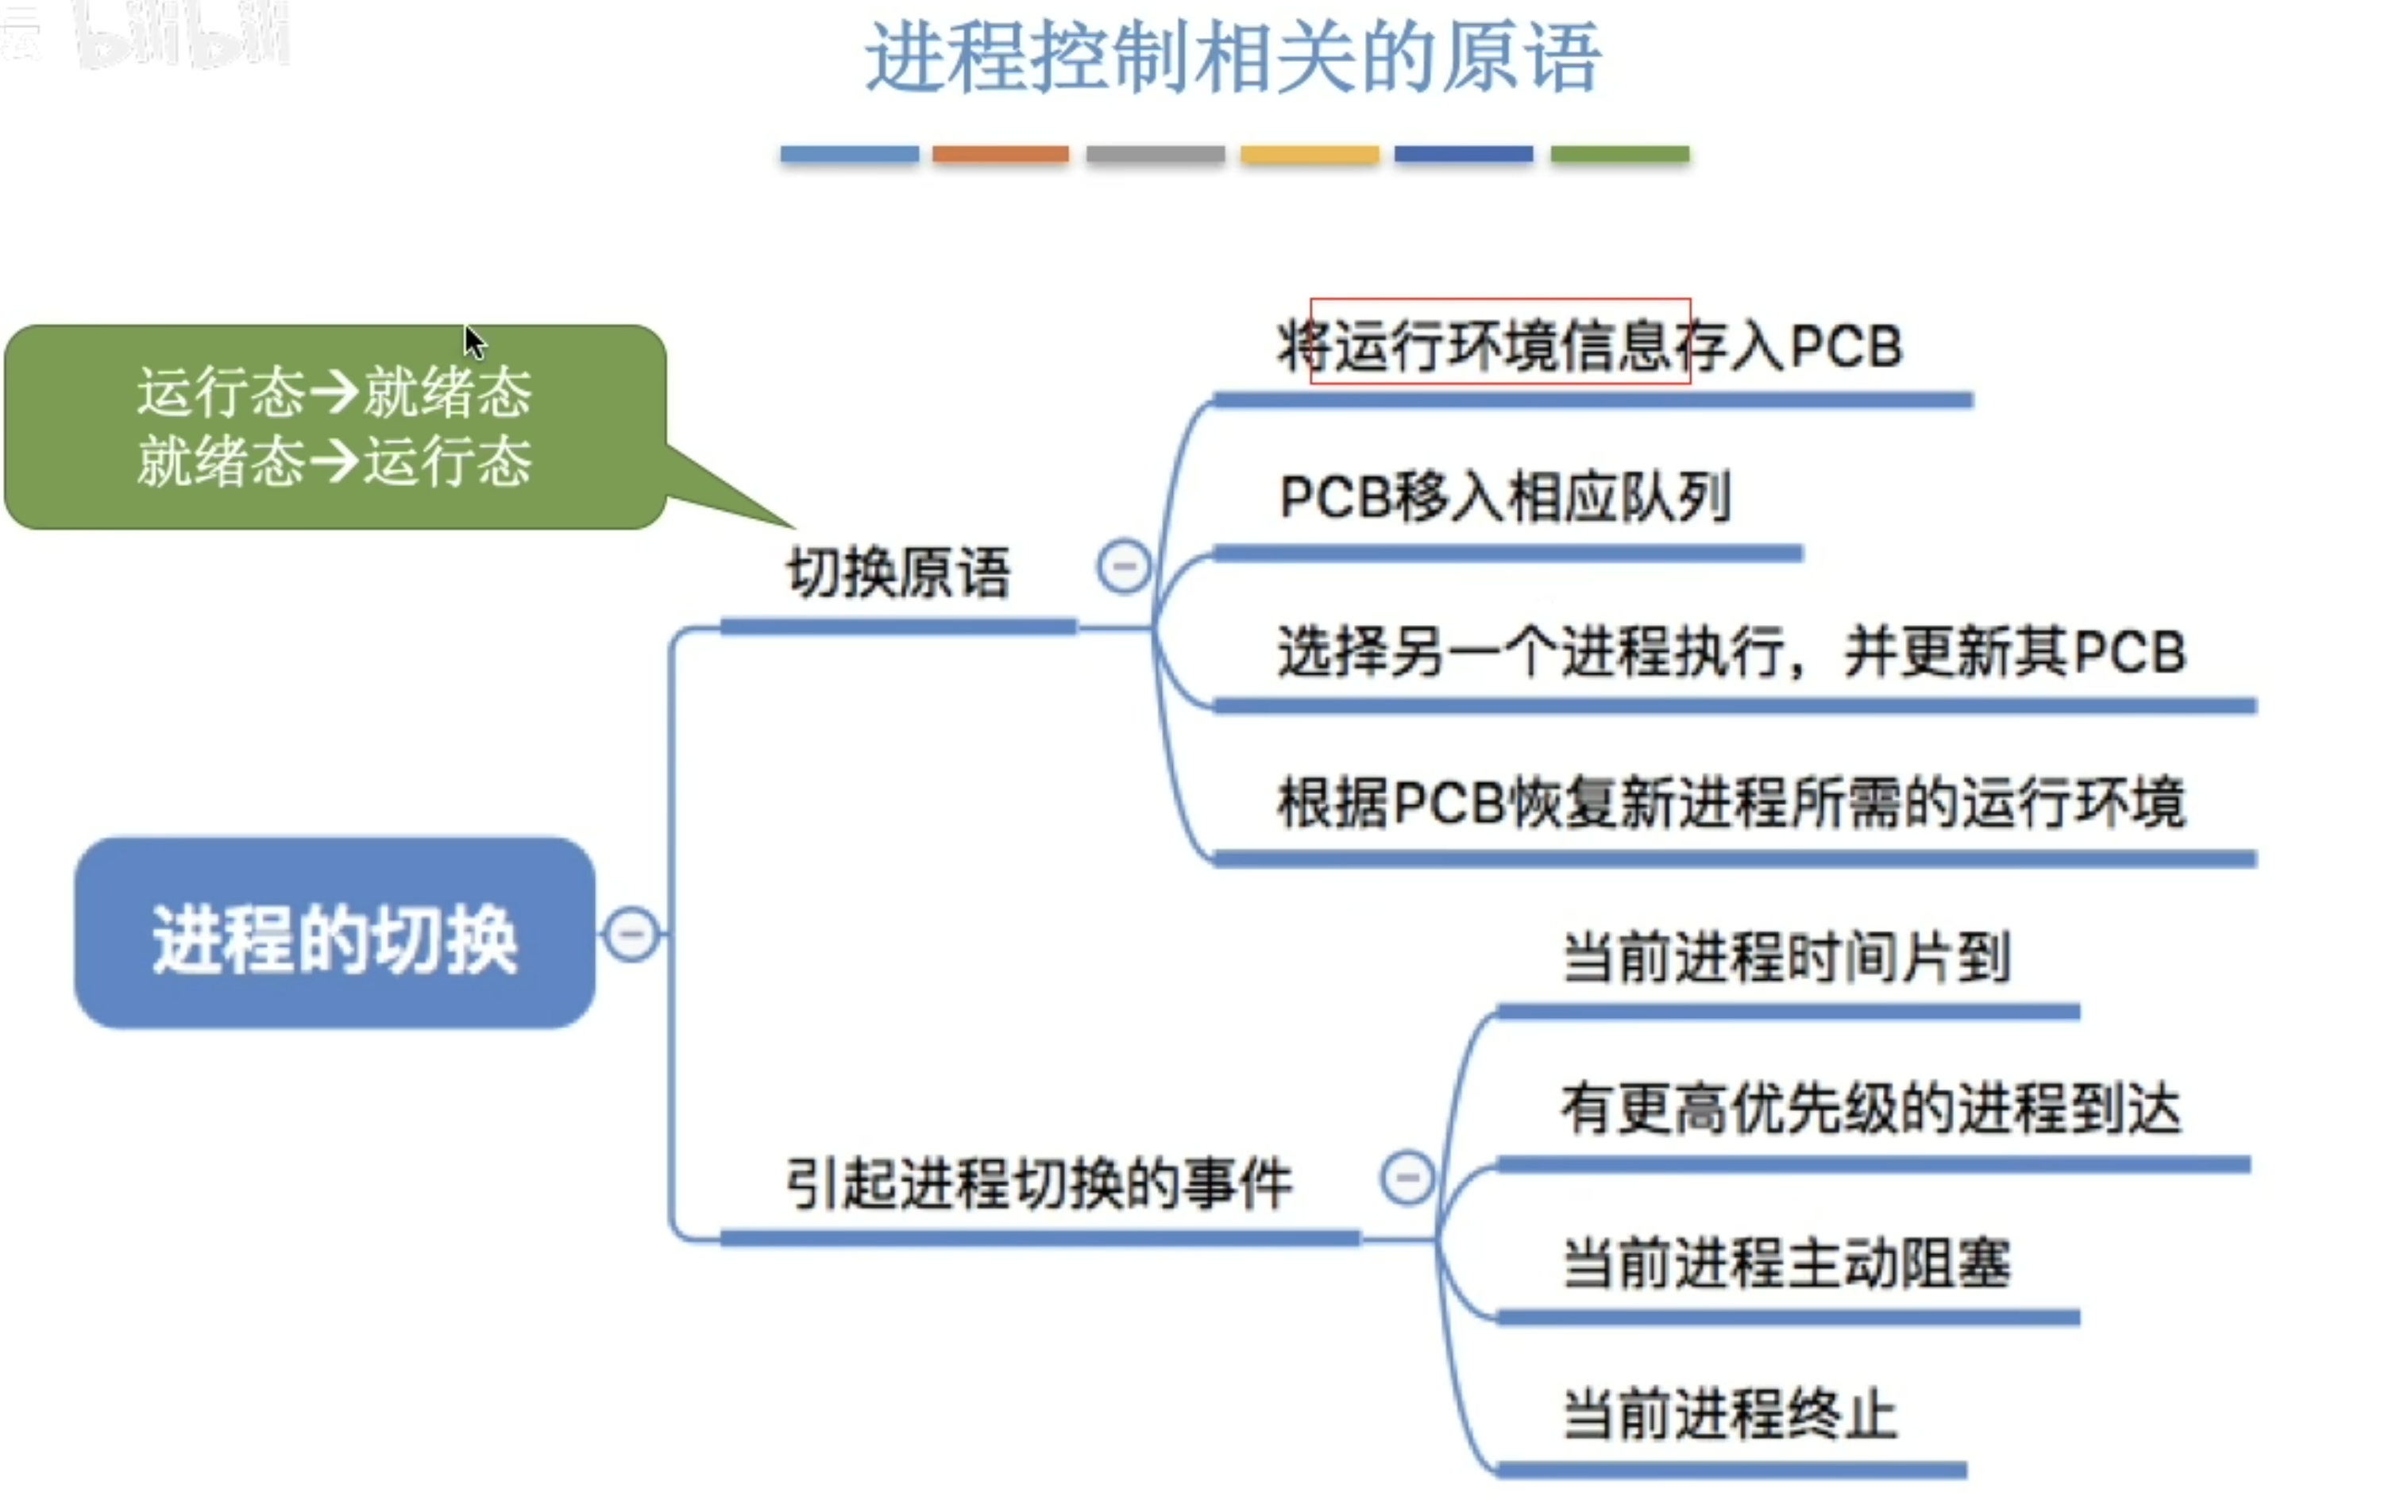 bilibili
进程控制相关的原语
运行态→就绪态
就绪态→运行态
将运行环境信息存入PCB
PCB移入相应队列
切换原语
选择另一个进程执行，并更新其PCB
根据PCB恢复新进程所需的运行环境
进程的切换
当前进程时间片到
有更高优先级的进程到达
引起进程切换的事件
当前进程主动阻塞
当前进程终止